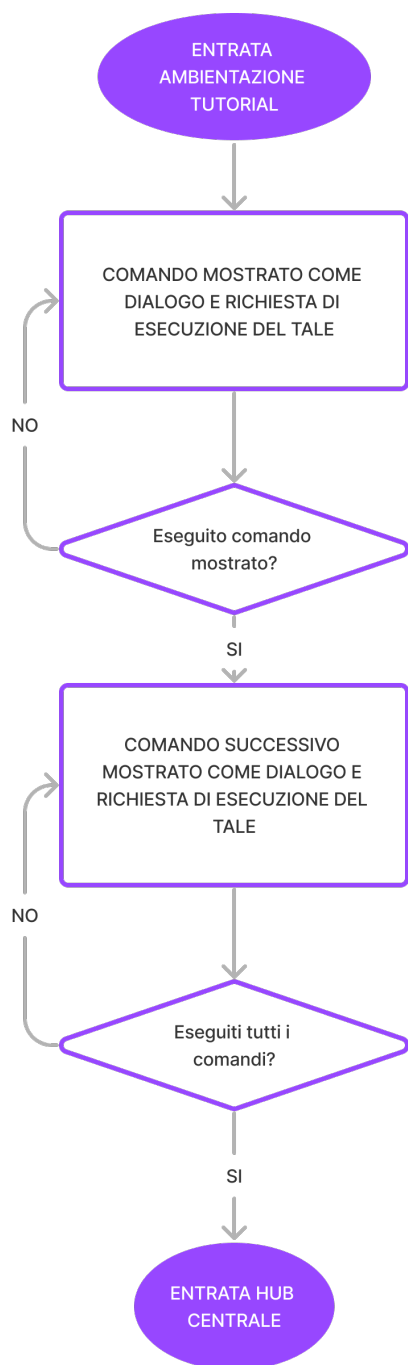 ENTRATA
AMBIENTAZIONE
TUTORIAL
COMANDO MOSTRATO COME
DIALOGO E RICHIESTA DI
ESECUZIONE DEL TALE
NO
Eseguito comando
mostrato?
SI
COMANDO SUCCESSIVO
MOSTRATO COME DIALOGO E
RICHIESTA DI ESECUZIONE DEL
TALE
NO
Eseguiti tutti i
comandi?
SI
ENTRATA HUB
CENTRALE